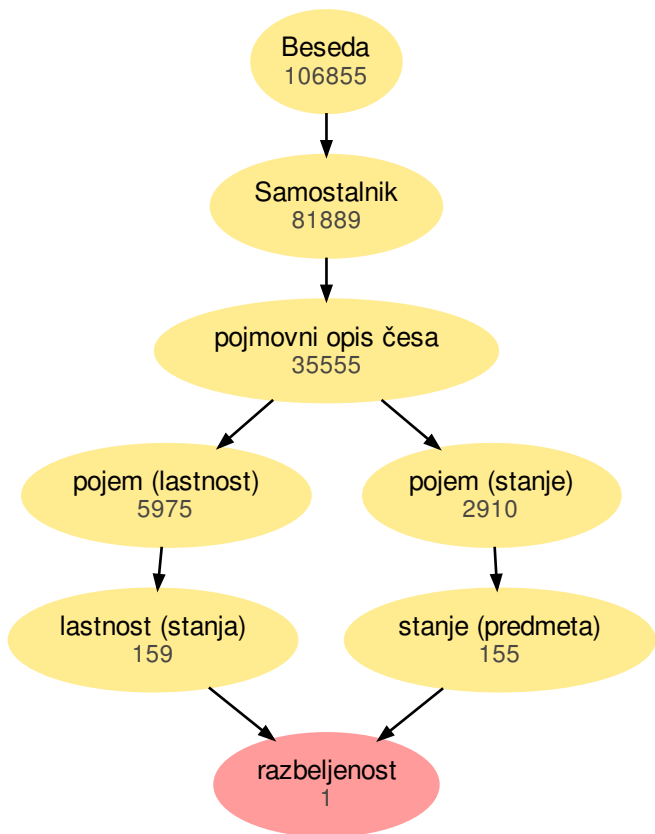 Beseda
106855
Samostalnik
81889
pojmovni opis česa
35555
pojem (lastnost)
5975
pojem (stanje)
2910
lastnost (stanja)
159
stanje (predmeta)
155
razbeljenost
1